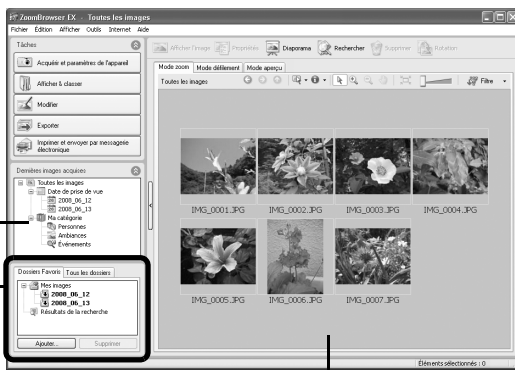 ZoomBrowser EX - Toutes les images
Fichier Edition Afficher Outils Internet Aide
Tâches
Acquérir et paramètres de l'appareil
Afficher & classer
Modifier
Exporter
Imprimer et envoyer par messagerie
électronique
Dernières images acquises
Toutes les images
Date de prise de vue
2008_06_12
2008_06_13
Ma catégorie
Personnes
Ambiances
Événements
Dossiers Favoris Tous les dossiers
Mes images
2008_06_12
2008_06_13
Résultats de la recherche
Ajouter... Supprimer
Afficher l'image Propriétés Diaporama Rechercher Supprimer Rotation
Mode zoom Mode défilement Mode aperçu
Toutes les images Filtre
IMG_0001.JPG IMG_0002.JPG IMG_0003.JPG IMG_0004.JPG
IMG_0005.JPG IMG_0006.JPG IMG_0007.JPG
Éléments sélectionnés : 0